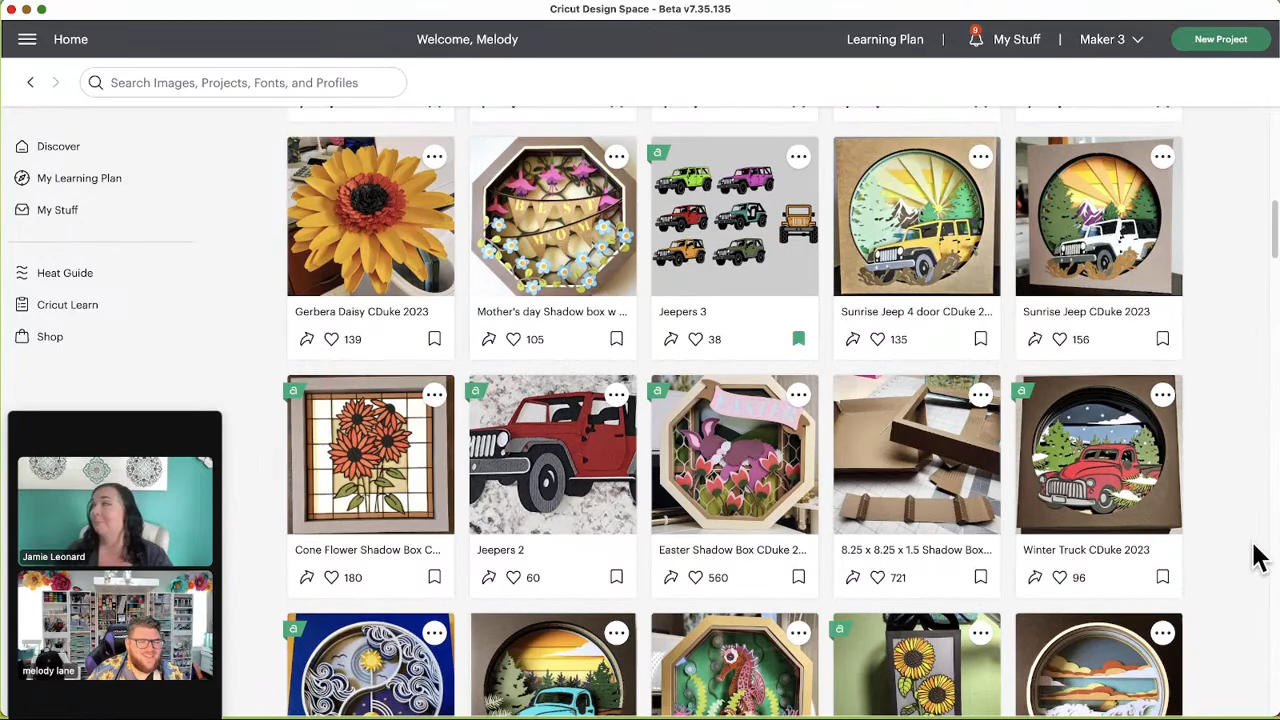 Cricut Design Space - Beta v7.35.135
Home
Welcome, Melody
Learning Plan | 9 My Stuff | Maker 3
New Project
Search Images, Projects, Fonts, and Profiles
Discover
My Learning Plan
My Stuff
Heat Guide
Cricut Learn
Shop
BEST MOM
Gerbera Daisy CDuke 2023
Mother's day Shadow box w ...
Jeepers 3
Sunrise Jeep 4 door CDuke 2...
Sunrise Jeep CDuke 2023
139
105
38
135
156
a
a
a
a
a
Cone Flower Shadow Box C...
Jeepers 2
Easter Shadow Box CDuke 2...
8.25 x 8.25 x 1.5 Shadow Box...
Winter Truck CDuke 2023
180
60
560
721
96
a
a
Jamie Leonard
melody lane